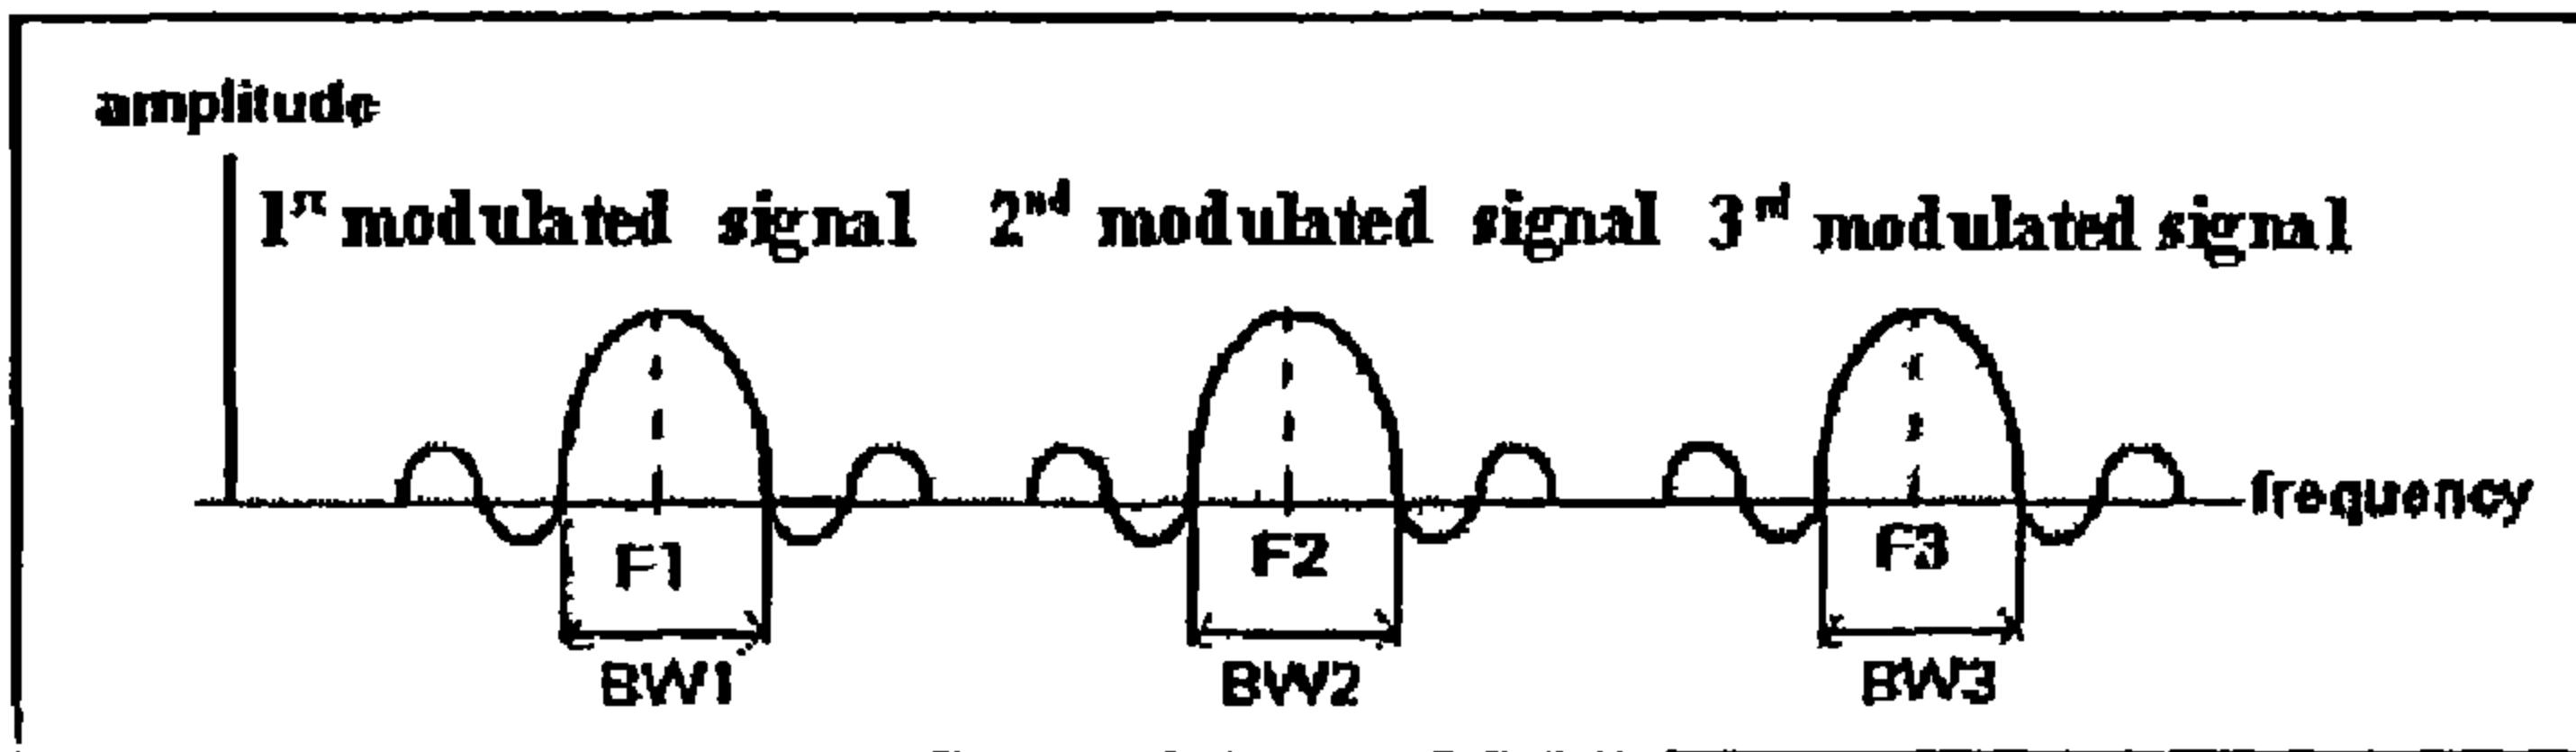 amplitude
1st modulated signal 2nd modulated signal 3rd modulated signal
frequency
F1 F2 F3
BW1 BW2 BW3